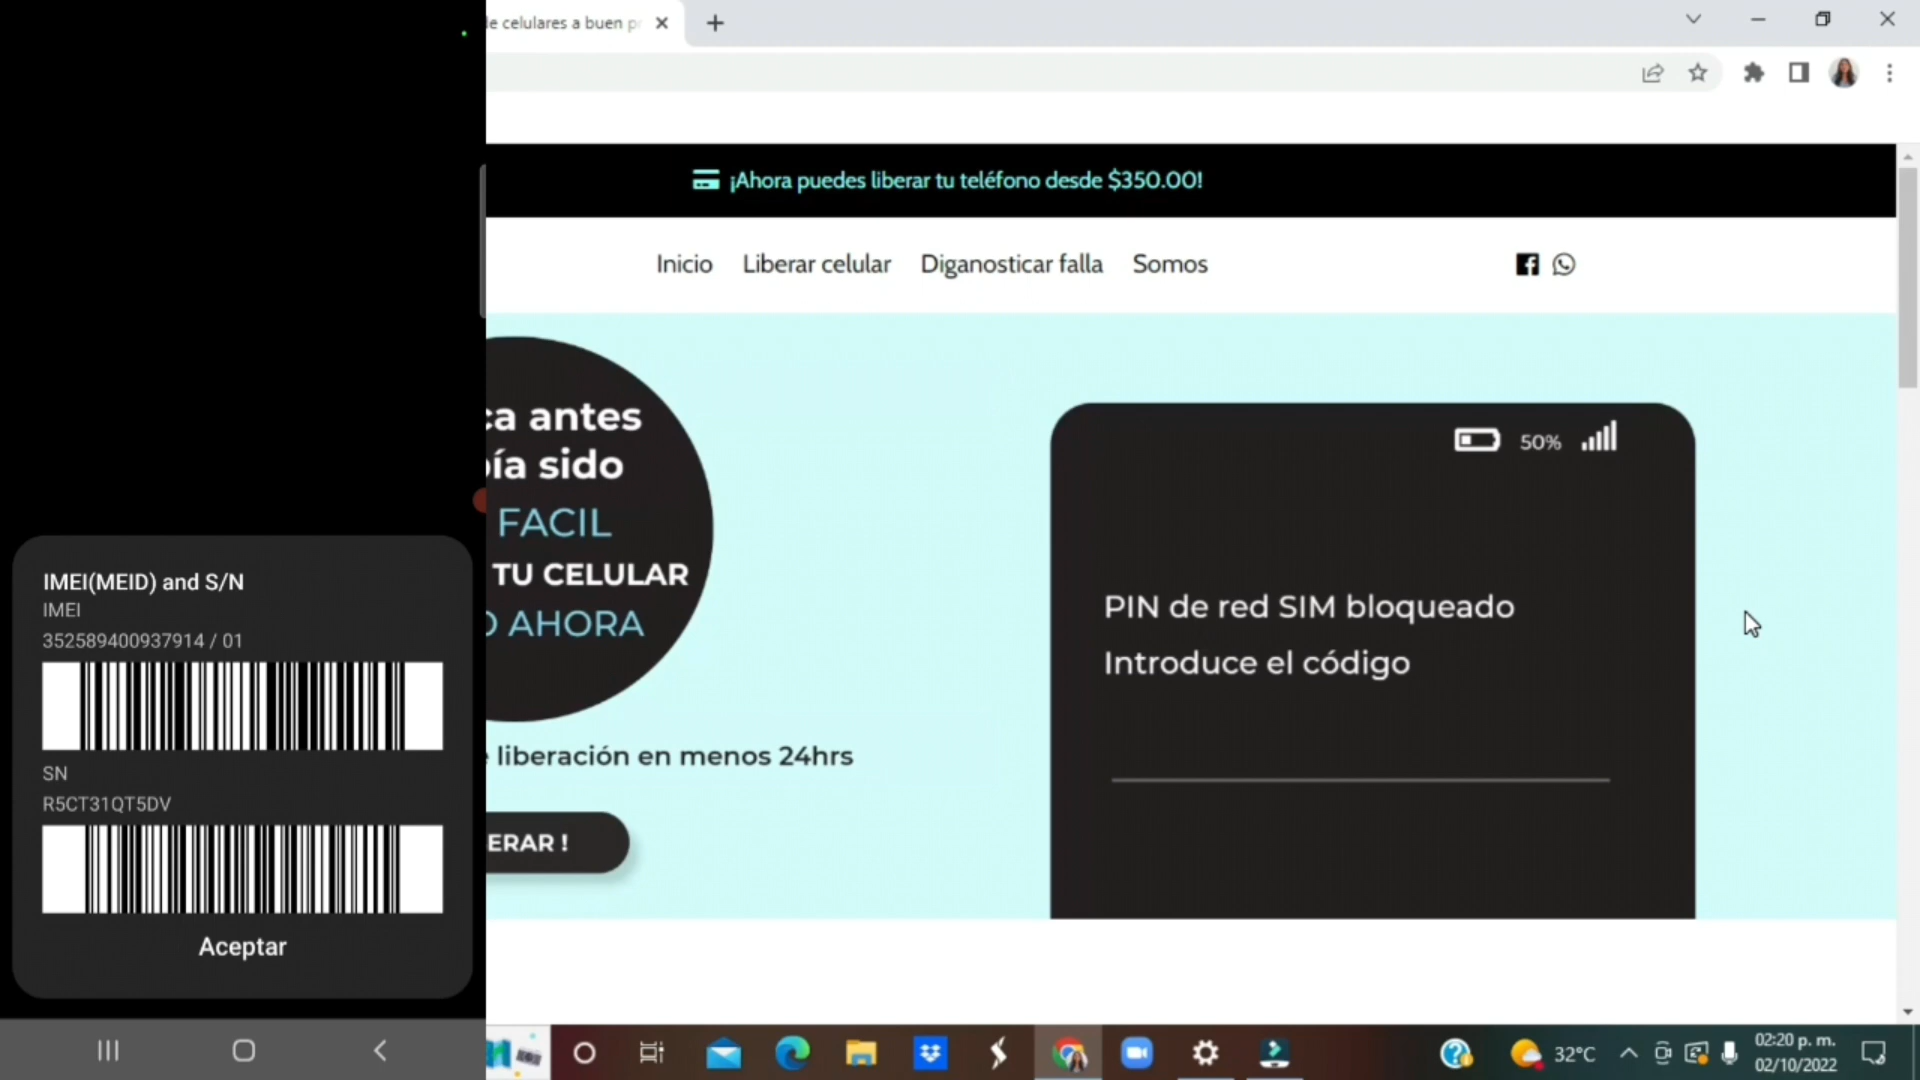 de celulares a buen
¡Ahora puedes liberar tu teléfono desde $350.00!
Inicio Liberar celular Diganosticar falla Somos
ca antes
bía sido
FACIL
TU CELULAR
O AHORA
liberación en menos 24hrs
ERAR !
50%
PIN de red SIM bloqueado
Introduce el código
IMEI(MEID) and S/N
IMEI
352589400937914 / 01
SN
R5CT31QT5DV
Aceptar
32°C
02:20 p. m.
02/10/2022